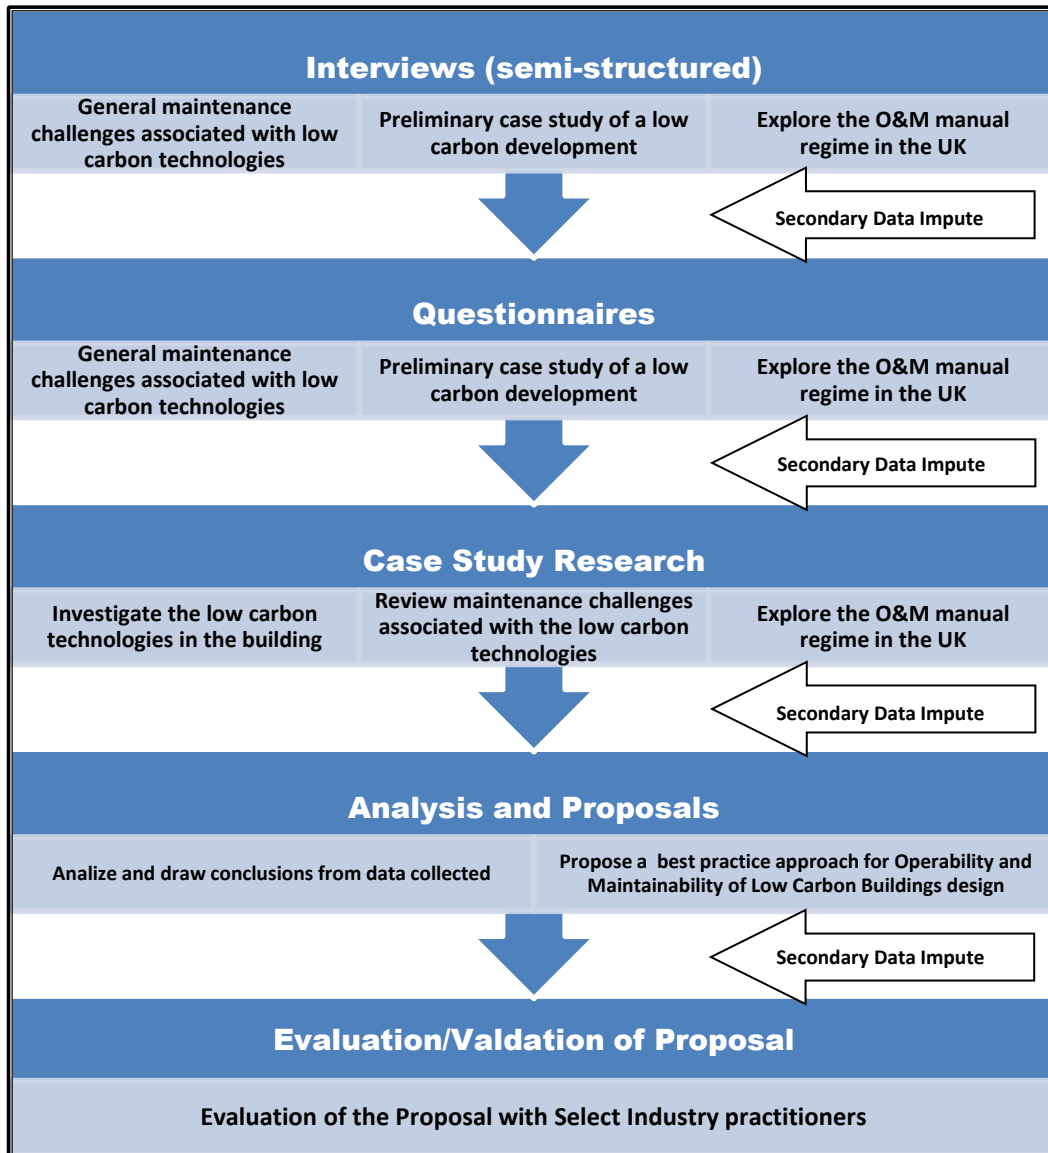 Interviews (semi-structured)
General maintenance
challenges associated with low
carbon technologies
Preliminary case study of a low
carbon development
Explore the O&M manual
regime in the UK
Secondary Data Impute
Questionnaires
General maintenance
challenges associated with low
carbon technologies
Preliminary case study of a low
carbon development
Explore the O&M manual
regime in the UK
Secondary Data Impute
Case Study Research
Investigate the low carbon
technologies in the building
Review maintenance challenges
associated with the low carbon
technologies
Explore the O&M manual
regime in the UK
Secondary Data Impute
Analysis and Proposals
Analize and draw conclusions from data collected
Propose a best practice approach for Operability and
Maintainability of Low Carbon Buildings design
Secondary Data Impute
Evaluation/Valdation of Proposal
Evaluation of the Proposal with Select Industry practitioners